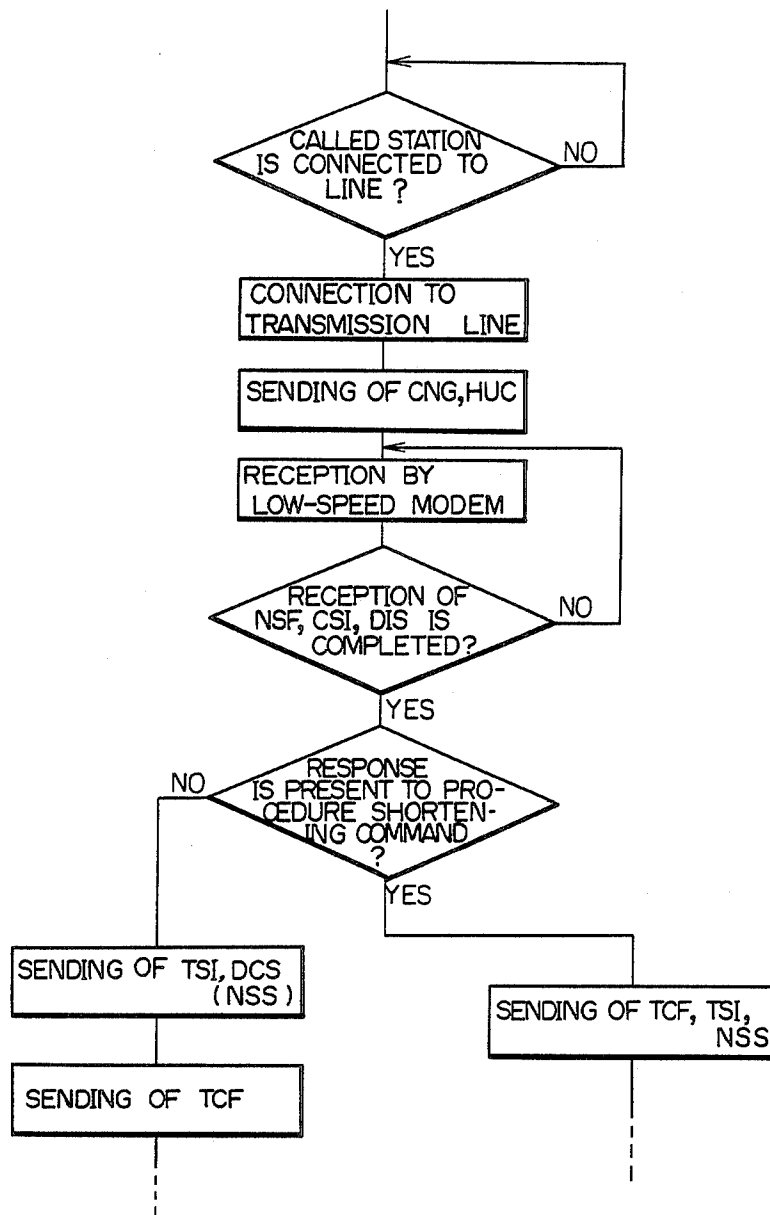 CALLED STATION
IS CONNECTED TO
LINE?
NO
YES
CONNECTION TO
TRANSMISSION LINE
SENDING OF CNG,HUC
RECEPTION BY
LOW-SPEED MODEM
RECEPTION OF
NSF, CSI, DIS IS
COMPLETED?
NO
YES
RESPONSE
IS PRESENT TO PRO-
CEDURE SHORTEN-
ING COMMAND
?
NO
YES
SENDING OF TSI, DCS
(NSS)
SENDING OF TCF, TSI,
NSS
SENDING OF TCF